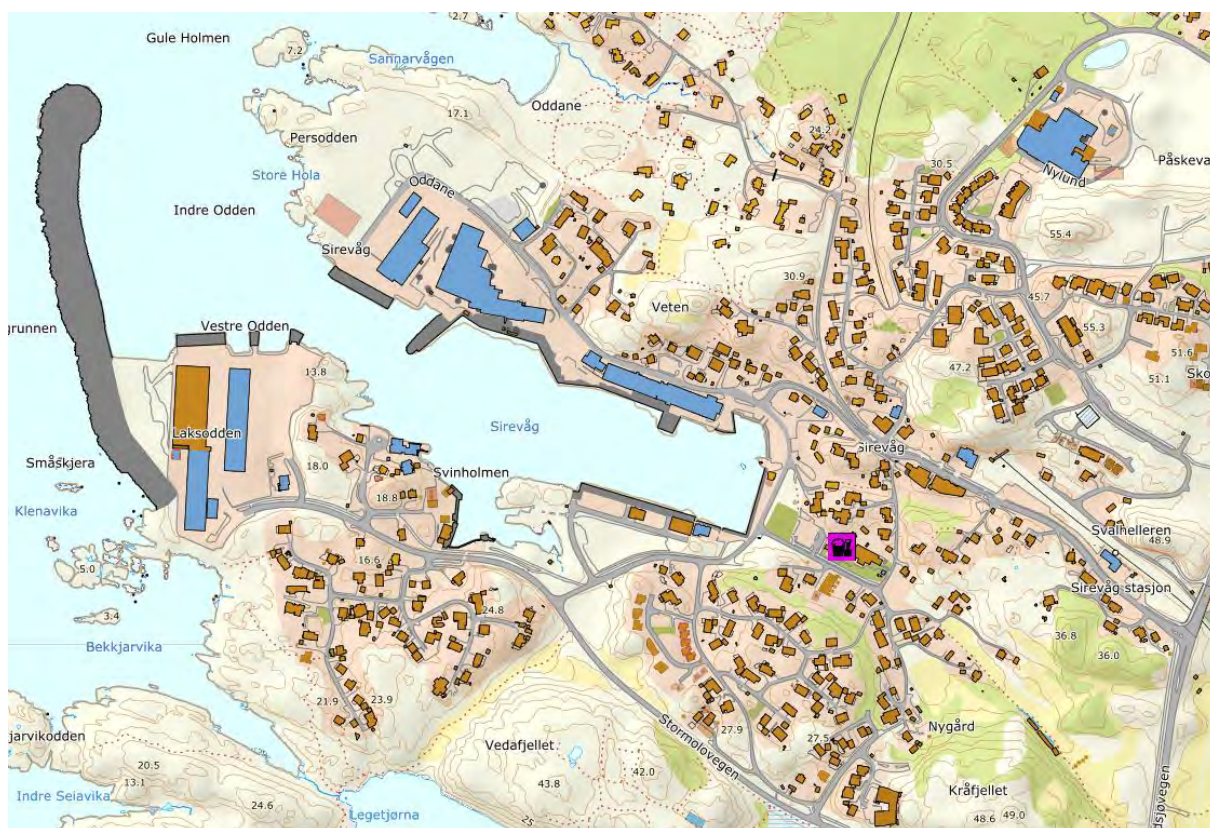 2.7
Gule Holmen
7.2
Sannarvågen
Oddane
17.1
24.2
Persodden
30.5
Påskeva
Store Hola
Oddane
Nylund
Indre Odden
55.4
Sirevåg
30.9
45.7
Veten
grunnen
Vestre Odden
55.3
51.6
13.8
47.2
51.1
Sko
Laksodden
Sirevåg
Sirevåg
Småskjera
18.0
Svinholmen
18.8
Klenavika
Svalhelleren
48.9
16.6
5.0
Sirevåg stasjon
3.4
24.8
36.8
Bekkjarvika
36.0
21.9
23.9
Stormolovegen
27.9
Nygård
jarvikodden
Vedafjellet
27.5
20.5
42.0
13.1
43.8
Kråfjellet
Indre Seiavika
24.6
Legetjørna
25
48.6
49.0
dsjøvegen